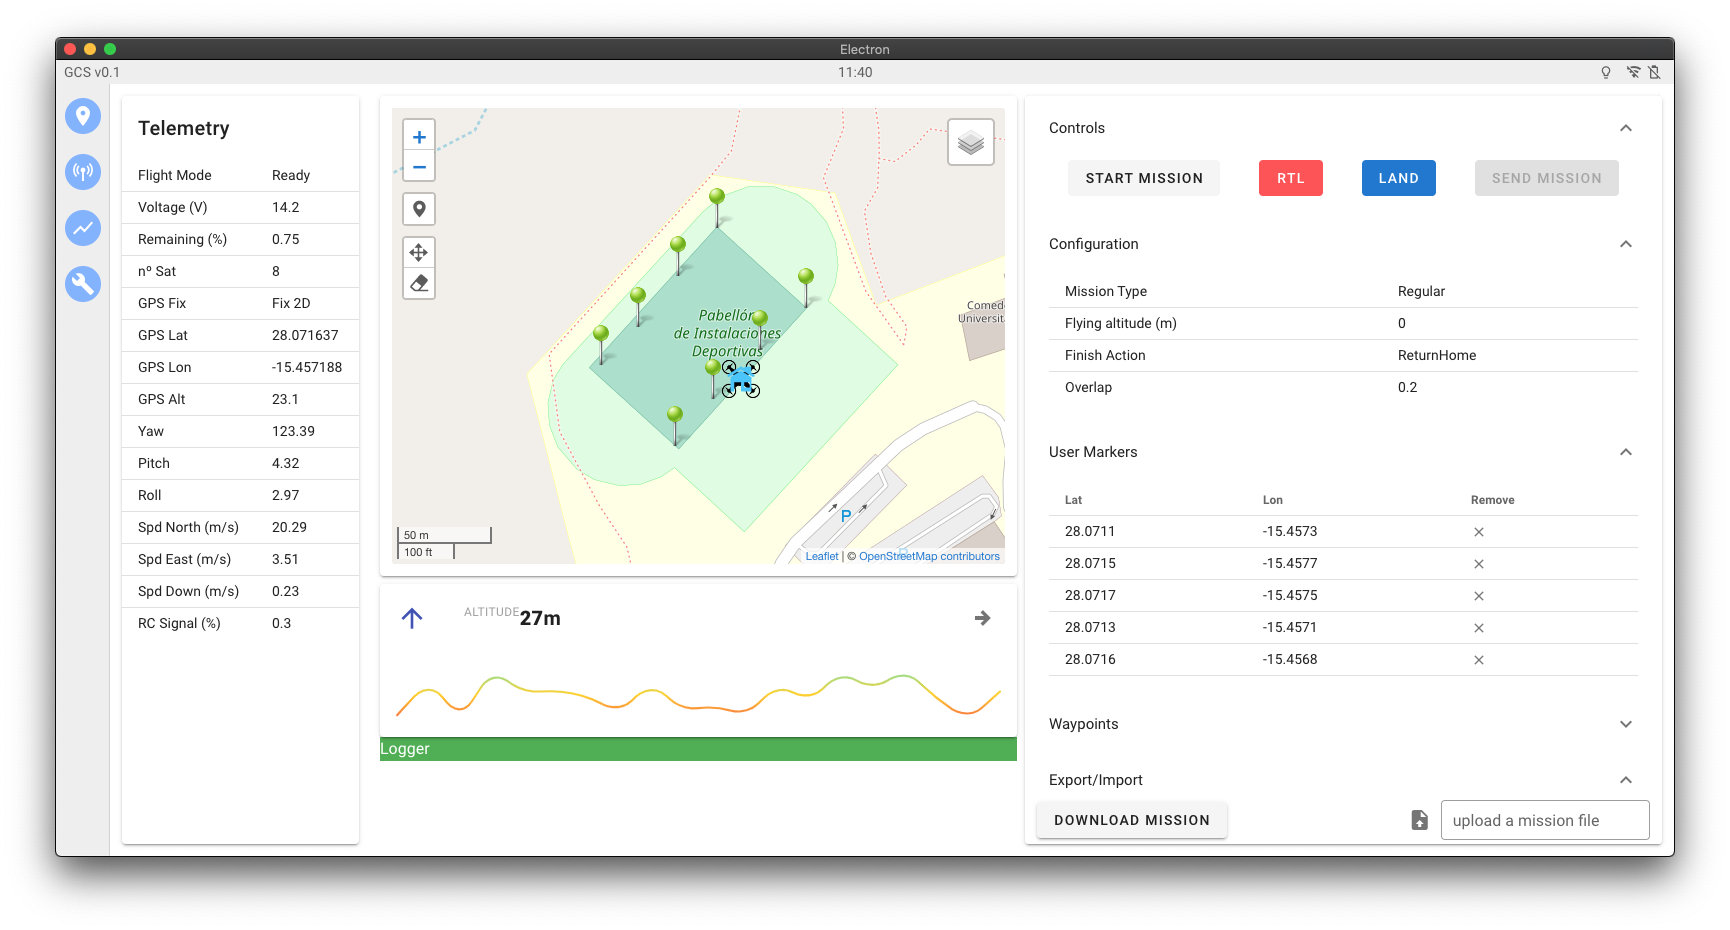 Electron
GCS v0.1
11:40
Telemetry
Flight Mode Ready
Voltage (V) 14.2
Remaining (%) 0.75
nº Sat 8
GPS Fix Fix 2D
GPS Lat 28.071637
GPS Lon -15.457188
GPS Alt 23.1
Yaw 123.39
Pitch 4.32
Roll 2.97
Spd North (m/s) 20.29
Spd East (m/s) 3.51
Spd Down (m/s) 0.23
RC Signal (%) 0.3
+
−
Pabellón
de Instalaciones
Deportivas
Comed
Universit
P
50 m
100 ft
Leaflet | © OpenStreetMap contributors
ALTITUDE 27m
Logger
Controls
START MISSION RTL LAND SEND MISSION
Configuration
Mission Type Regular
Flying altitude (m) 0
Finish Action ReturnHome
Overlap 0.2
User Markers
Lat Lon Remove
28.0711 -15.4573
28.0715 -15.4577
28.0717 -15.4575
28.0713 -15.4571
28.0716 -15.4568
Waypoints
Export/Import
DOWNLOAD MISSION upload a mission file